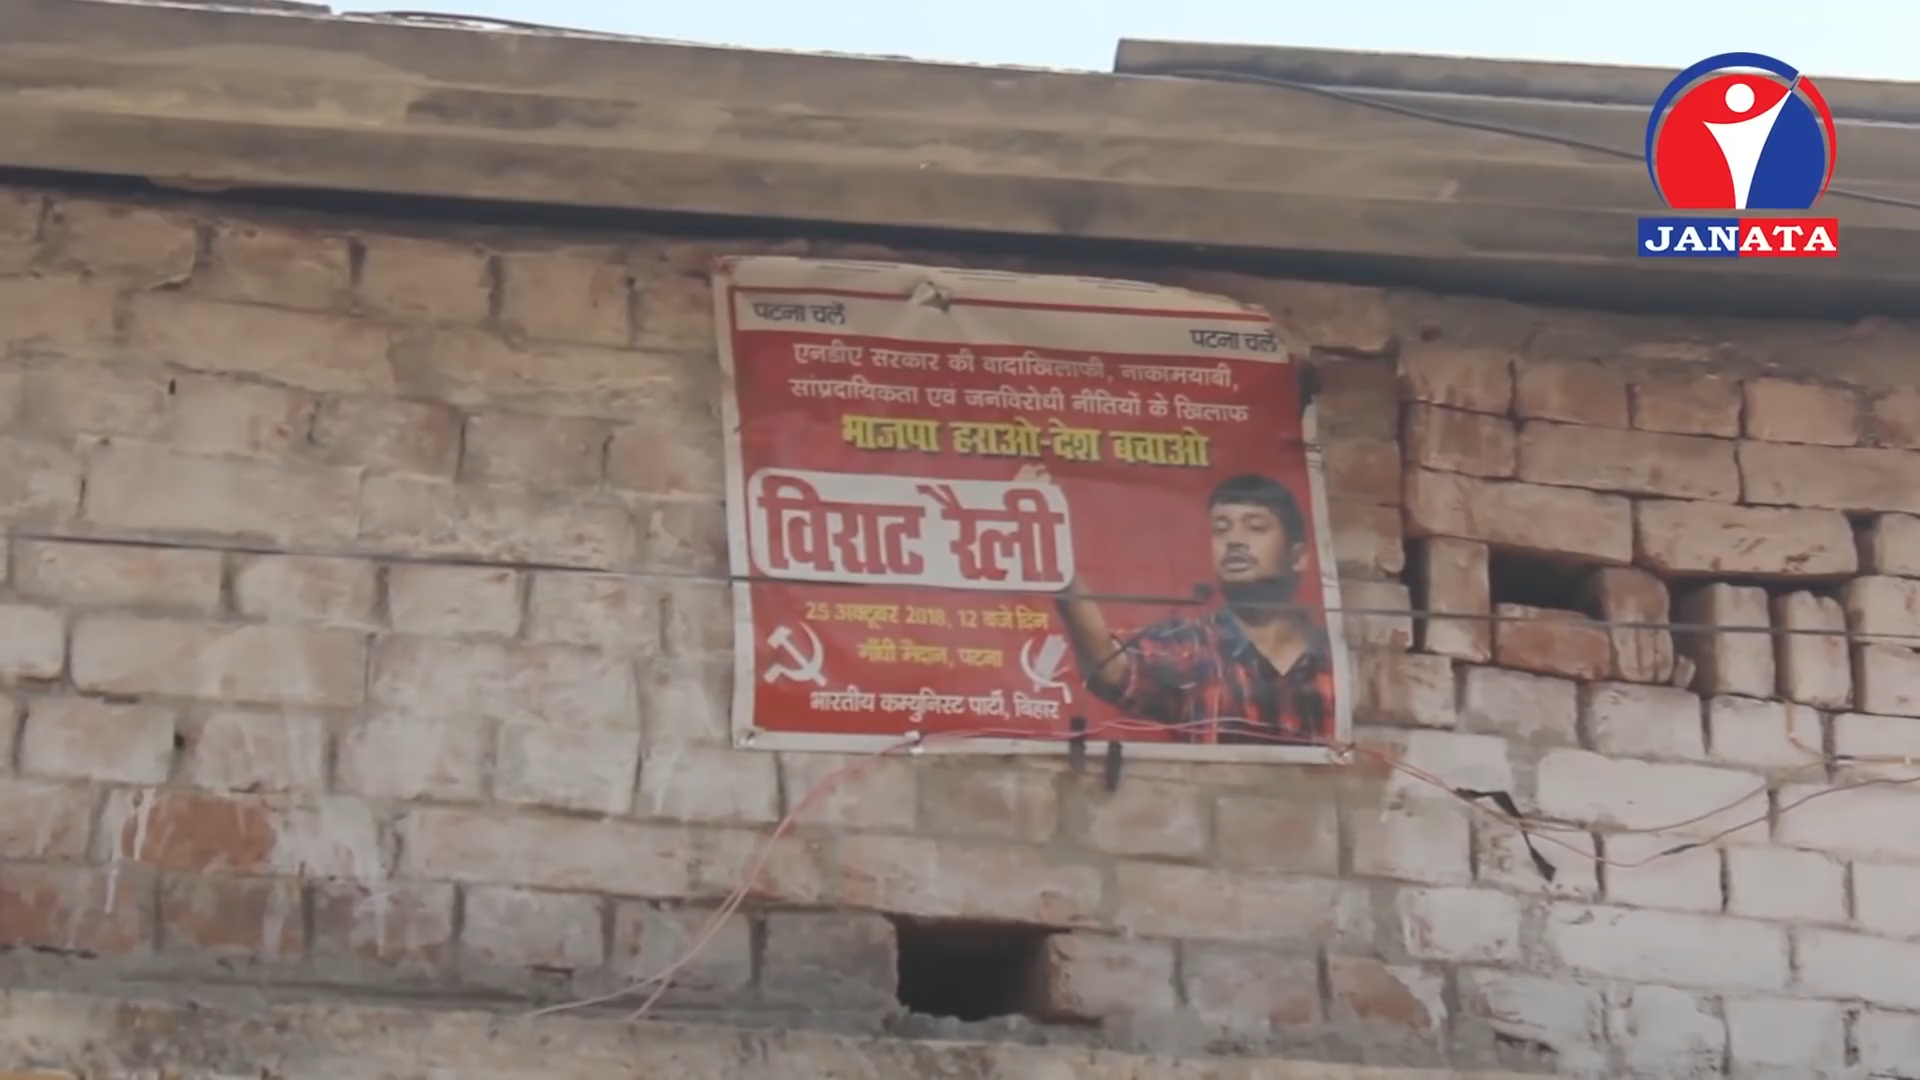 JANATA
पटना चलें
पटना चलें
एनडीए सरकार की वादाखिलाफी, नाकामयाबी,
सांप्रदायिकता एवं जनविरोधी नीतियों के खिलाफ
भाजपा हराओ-देश बचाओ
विराट रैली
25 अक्टूबर 2018, 12 बजे दिन
गाँधी मैदान, पटना
भारतीय कम्युनिस्ट पार्टी, बिहार